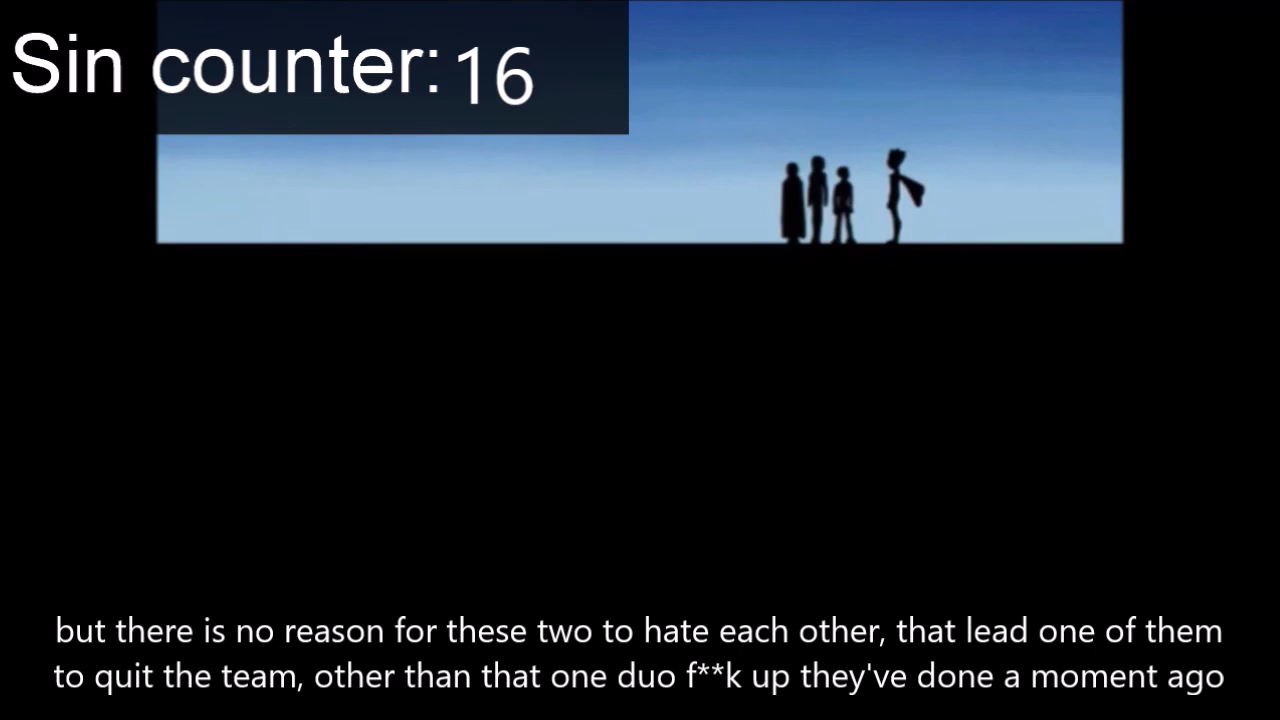 Sin counter: 16
but there is no reason for these two to hate each other, that lead one of them
to quit the team, other than that one duo f**k up they've done a moment ago